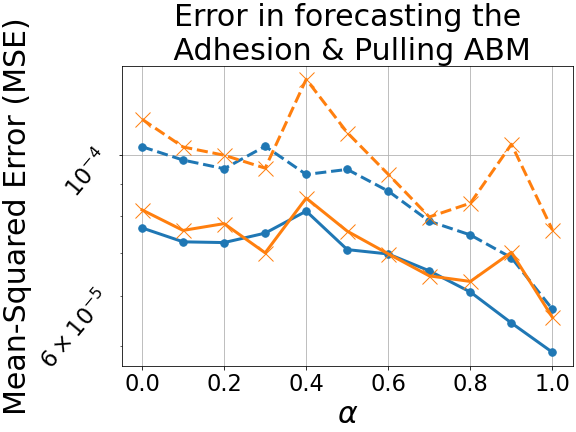 Error in forecasting the
Adhesion & Pulling ABM
Mean-Squared Error (MSE)
10⁻⁴
6 × 10⁻⁵
0.0 0.2 0.4 0.6 0.8 1.0
α